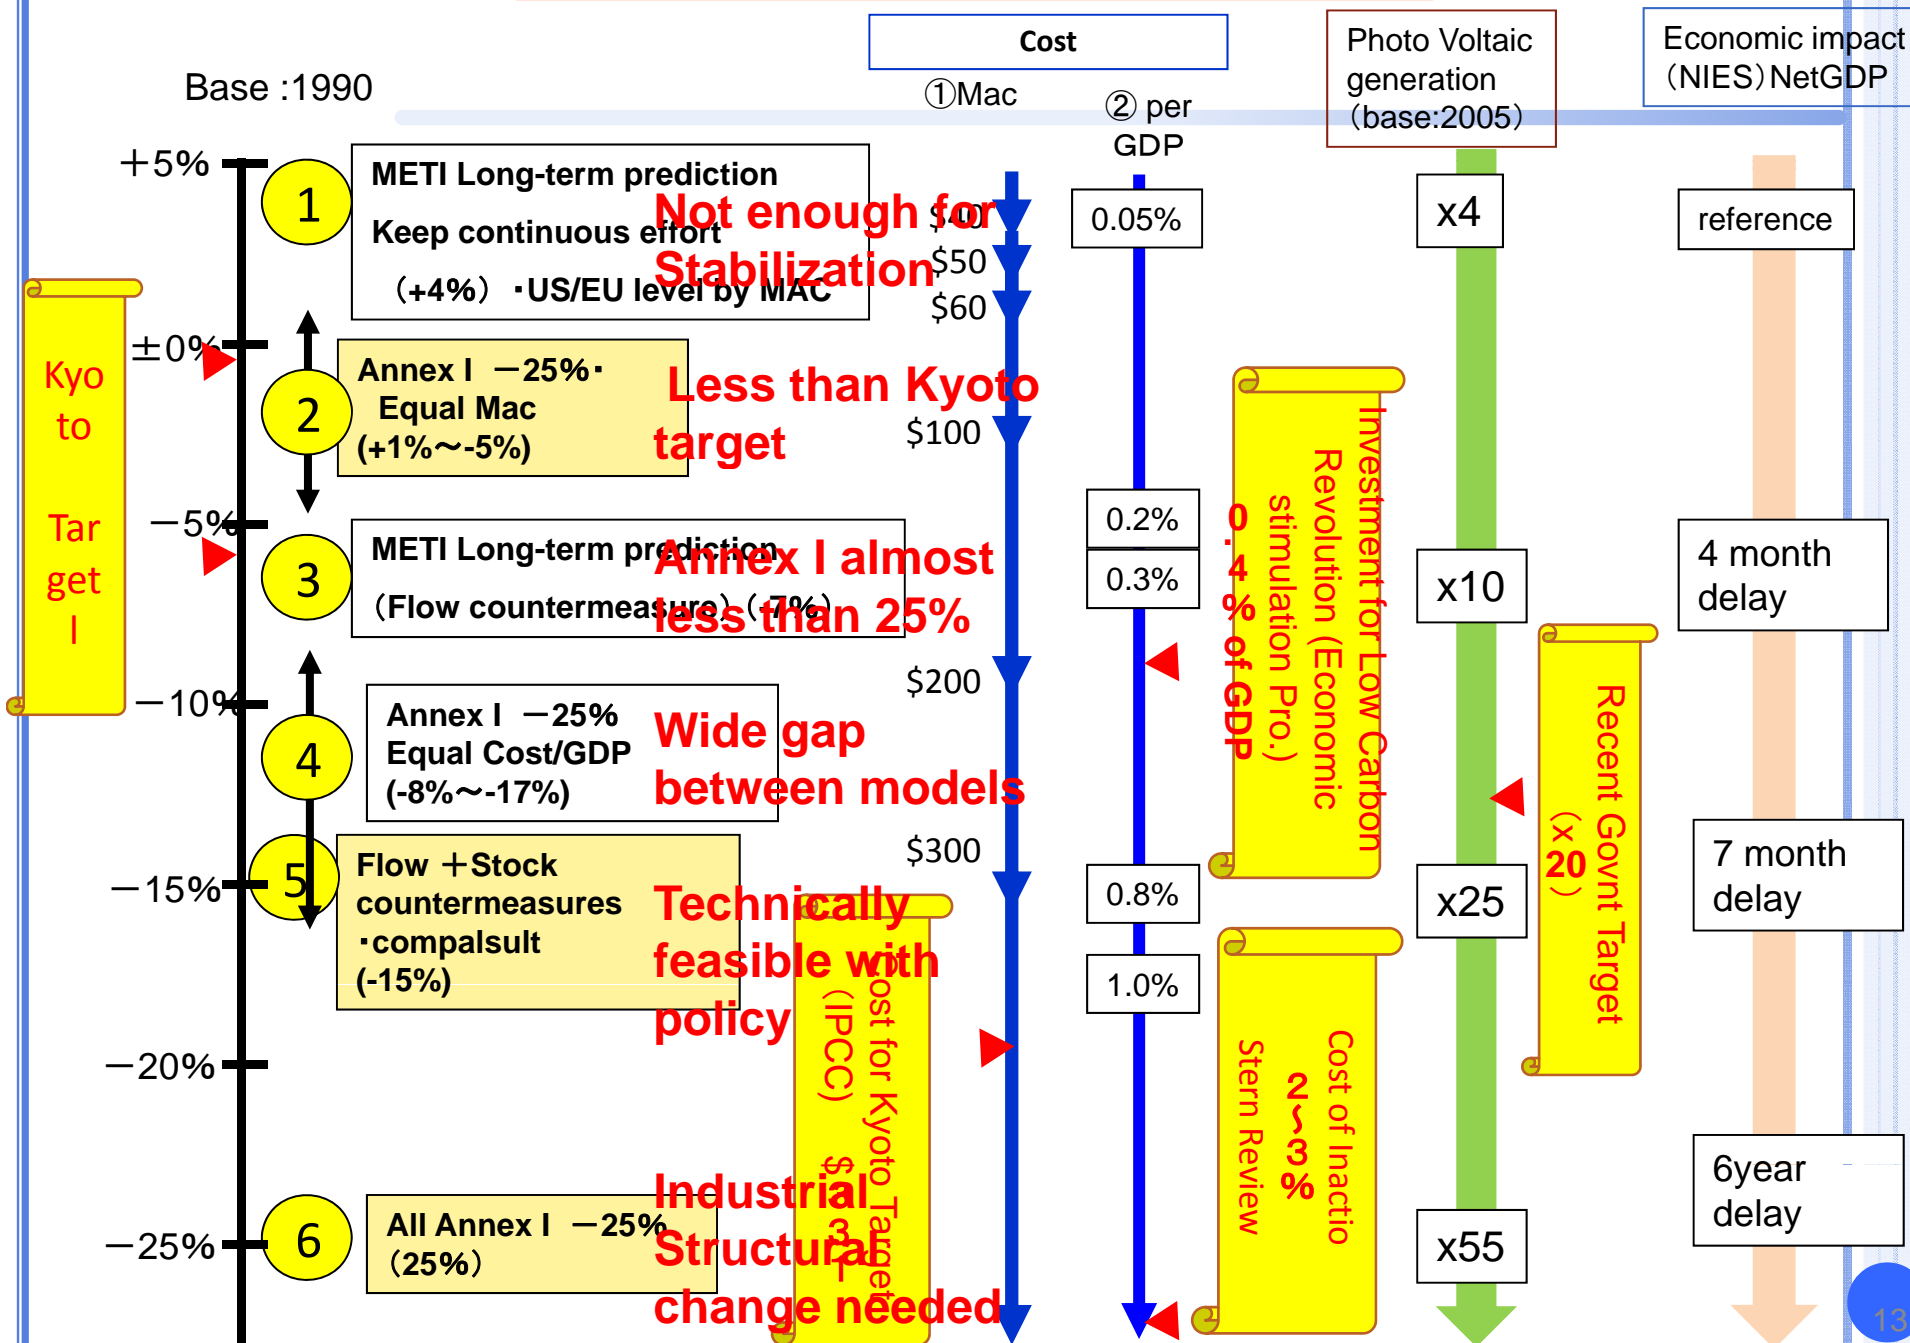 Cost
Photo Voltaic
generation
（base:2005）
Economic impact
（NIES）NetGDP
Base :1990
①Mac
② per
GDP
＋5%
±0%
－5%
－10%
－15%
－20%
－25%
Kyo
to
Tar
get
l
1
METI Long-term prediction
Keep continuous effort
（+4%）・US/EU level by MAC
Not enough for
Stabilization
2
Annex I －25%・
Equal Mac
(+1%～-5%)
Less than Kyoto
target
3
METI Long-term prediction
（Flow countermeasure）（-7%）
Annex I almost
less than 25%
4
Annex I －25%
Equal Cost/GDP
(-8%～-17%)
Wide gap
between models
5
Flow ＋Stock
countermeasures
・compalsult
(-15%)
Technically
feasible with
policy
6
All Annex I －25%
（25%）
Industrial
Structural
change needed
$40
$50
$60
$100
$200
$300
Cost for Kyoto Target
（IPCC）
0.05%
0.2%
0.3%
0.8%
1.0%
Investment for Low Carbon
Revolution (Economic
stimulation Pro.)
0.4% of GDP
Cost of Inactio
2～3%
Stern Review
x4
x10
x25
x55
Recent Govnt Target
（x20）
reference
4 month
delay
7 month
delay
6year
delay
13